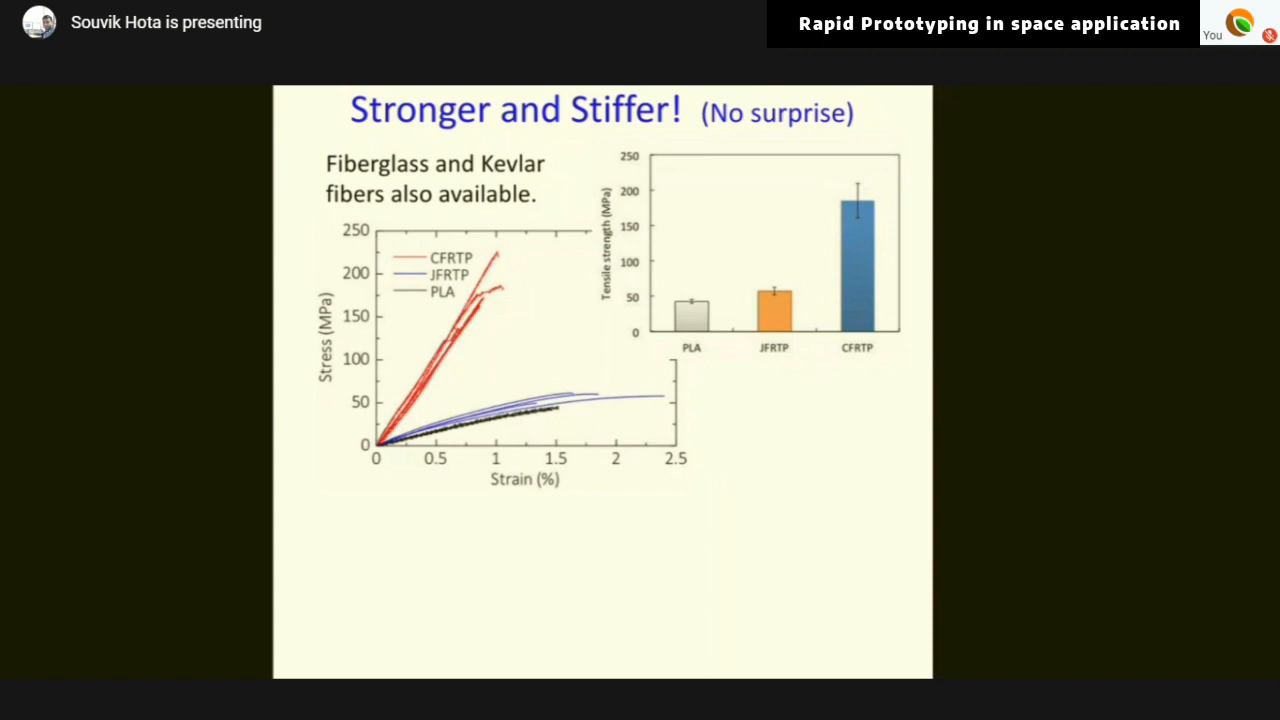 Souvik Hota is presenting
Rapid Prototyping in space application
You
Stronger and Stiffer! (No surprise)
Fiberglass and Kevlar
fibers also available.
250
200
150
100
50
0
Stress (MPa)
CFRTP
JFRTP
PLA
0 0.5 1 1.5 2 2.5
Strain (%)
250
200
150
100
50
0
Tensile strength (MPa)
PLA JFRTP CFRTP